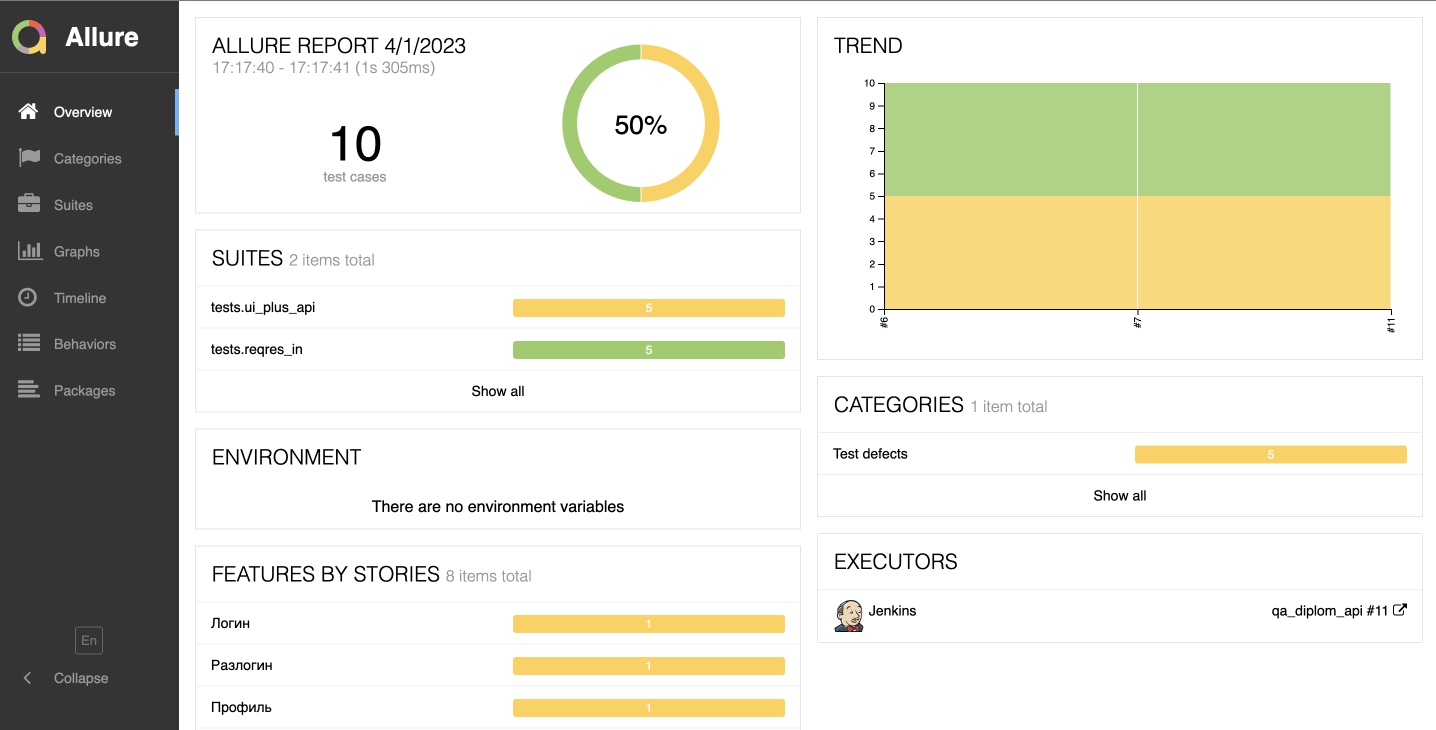 Allure
Overview
Categories
Suites
Graphs
Timeline
Behaviors
Packages
En
Collapse
ALLURE REPORT 4/1/2023
17:17:40 - 17:17:41 (1s 305ms)
10
test cases
50%
SUITES 2 items total
tests.ui_plus_api 5
tests.reqres_in 5
Show all
ENVIRONMENT
There are no environment variables
FEATURES BY STORIES 8 items total
Логин 1
Разлогин 1
Профиль 1
TREND
10
9
8
7
6
5
4
3
2
1
0
#6
#7
#11
CATEGORIES 1 item total
Test defects 5
Show all
EXECUTORS
Jenkins qa_diplom_api #11